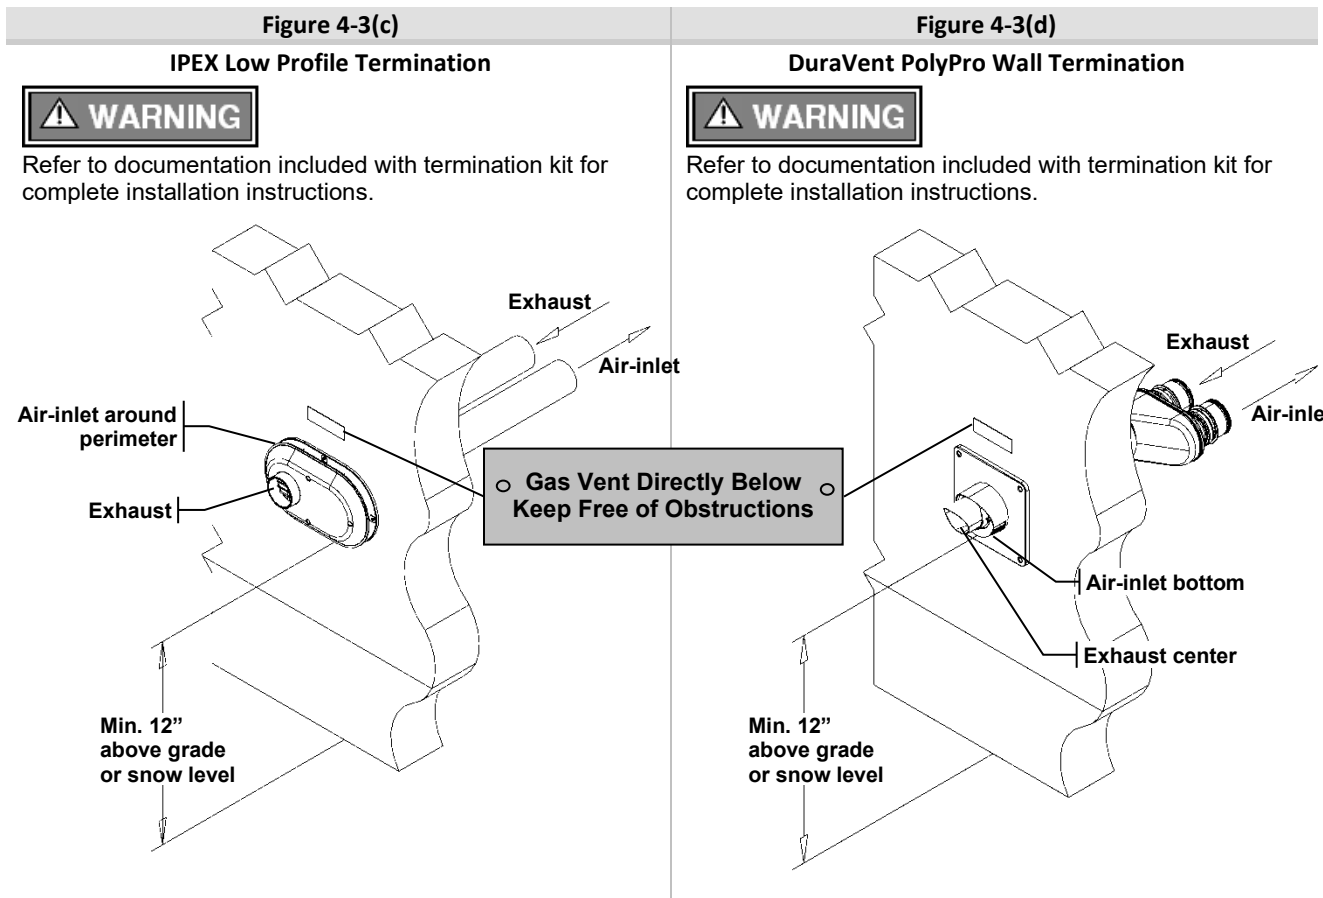 Figure 4-3(c)
IPEX Low Profile Termination
WARNING
Refer to documentation included with termination kit for
complete installation instructions.
Exhaust
Air-inlet
Air-inlet around
perimeter
Exhaust
Min. 12”
above grade
or snow level
Gas Vent Directly Below
Keep Free of Obstructions
Figure 4-3(d)
DuraVent PolyPro Wall Termination
WARNING
Refer to documentation included with termination kit for
complete installation instructions.
Exhaust
Air-inle
Air-inlet bottom
Exhaust center
Min. 12”
above grade
or snow level